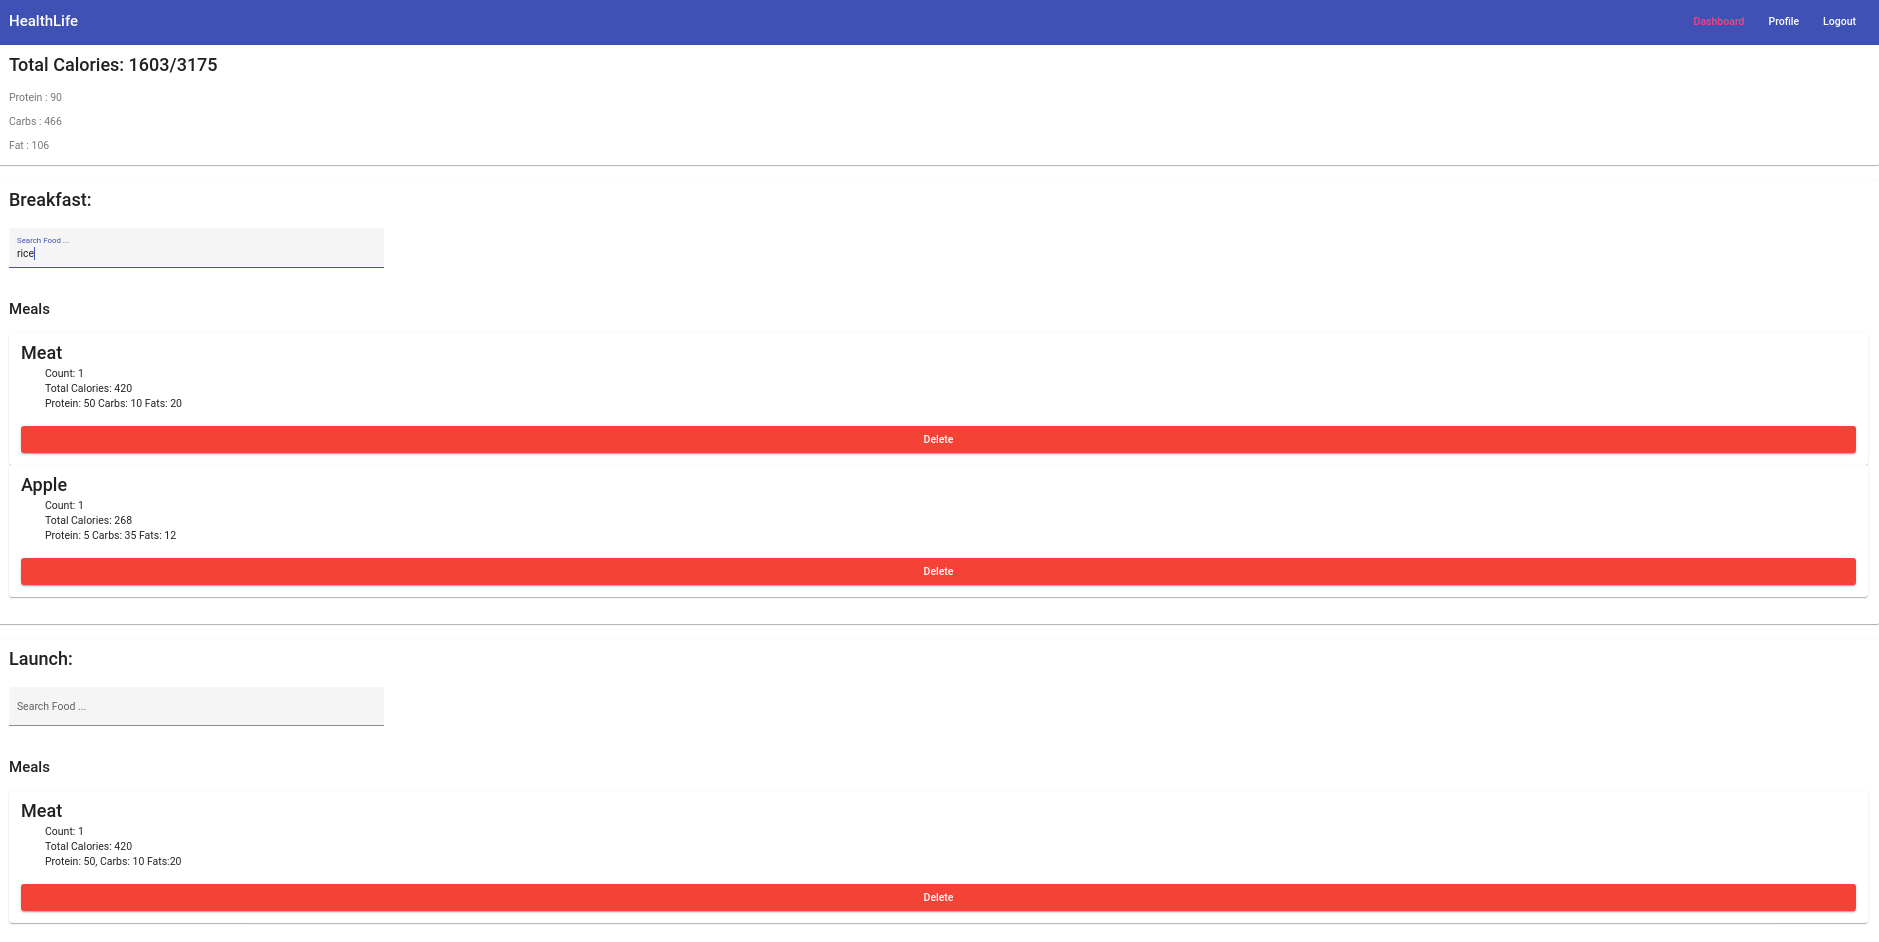 HealthLife
Dashboard Profile Logout
Total Calories: 1603/3175
Protein : 90
Carbs : 466
Fat : 106
Breakfast:
Search Food ...
rice
Meals
Meat
Count: 1
Total Calories: 420
Protein: 50 Carbs: 10 Fats: 20
Delete
Apple
Count: 1
Total Calories: 268
Protein: 5 Carbs: 35 Fats: 12
Delete
Launch:
Search Food ...
Meals
Meat
Count: 1
Total Calories: 420
Protein: 50, Carbs: 10 Fats:20
Delete